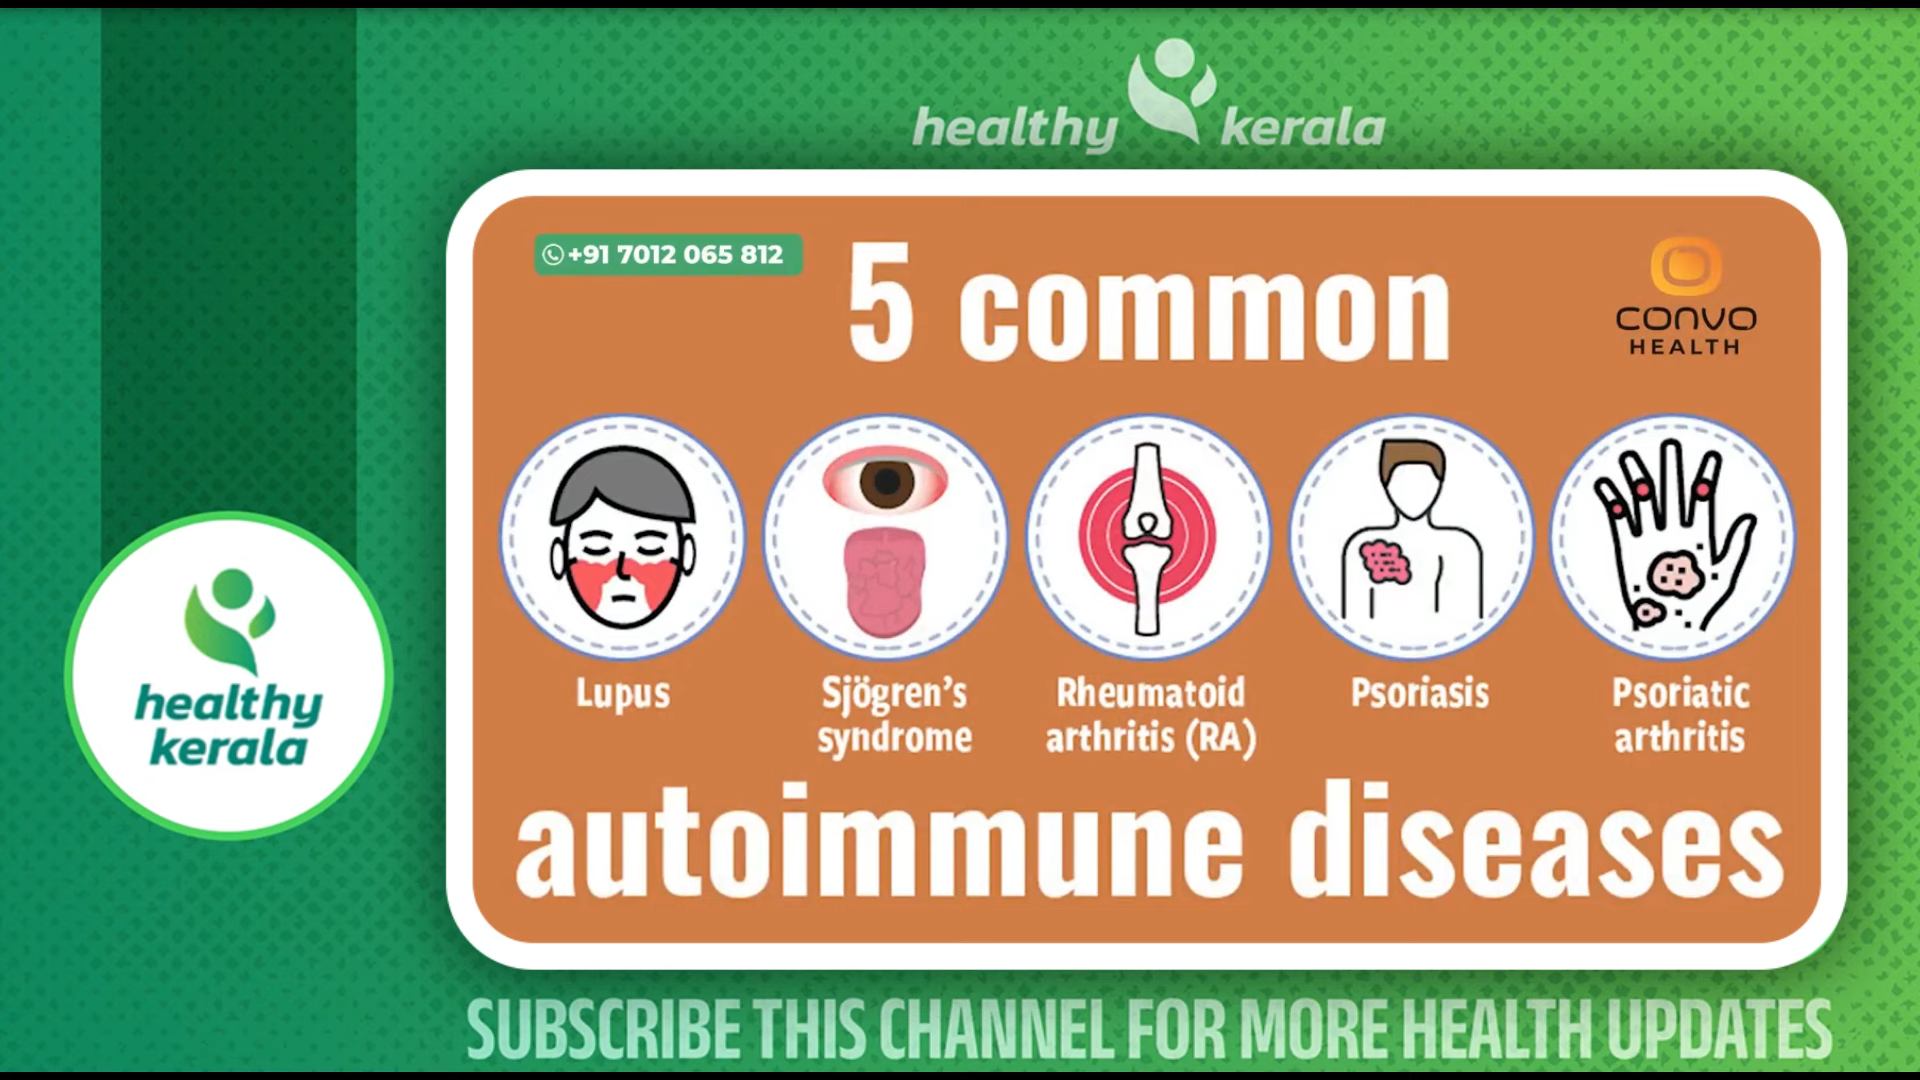 healthy kerala
+91 7012 065 812
5 common
CONVO
HEALTH
Lupus
Sjögren's
syndrome
Rheumatoid
arthritis (RA)
Psoriasis
Psoriatic
arthritis
autoimmune diseases
healthy
kerala
SUBSCRIBE THIS CHANNEL FOR MORE HEALTH UPDATES